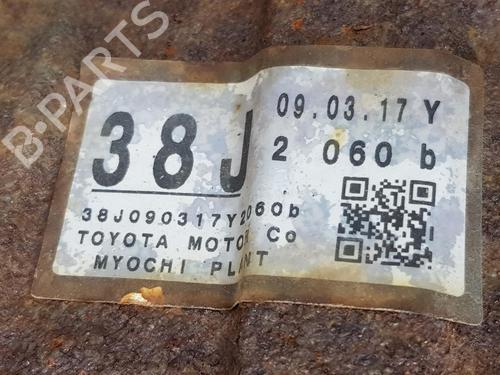 B-PARTS
38J
09.03.17 Y
2 060 b
38J090317Y2060b
TOYOTA MOTOR Co
MYOCHI PLANT